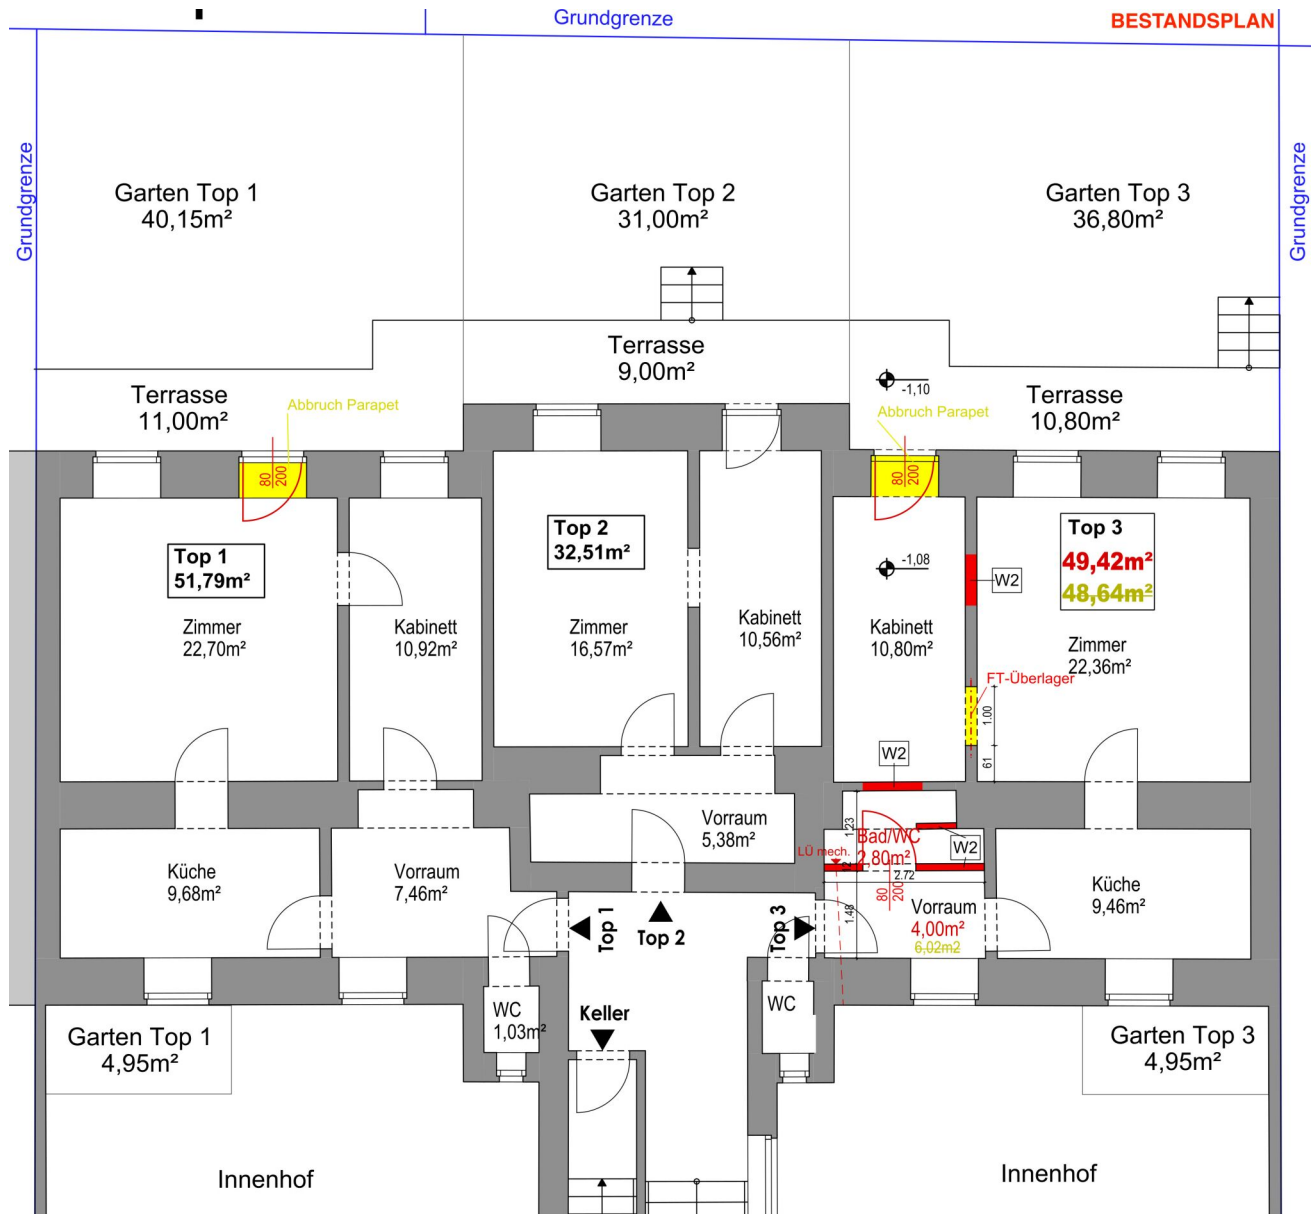 Grundgrenze
BESTANDSPLAN
Grundgrenze
Grundgrenze
Garten Top 1
40,15m²
Garten Top 2
31,00m²
Garten Top 3
36,80m²
Terrasse
11,00m²
Abbruch Parapet
Terrasse
9,00m²
-1,10
Abbruch Parapet
Terrasse
10,80m²
80
200
80
200
Top 1
51,79m²
Zimmer
22,70m²
Kabinett
10,92m²
Top 2
32,51m²
Zimmer
16,57m²
Kabinett
10,56m²
-1,08
Kabinett
10,80m²
W2
Top 3
49,42m²
48,64m²
Zimmer
22,36m²
FT-Überlager
1.00
61
W2
Küche
9,68m²
Vorraum
7,46m²
Vorraum
5,38m²
1.23
Bad/WC
2,80m²
W2
LÜ mech.
12
2.72
80
200
1.48
Vorraum
4,00m²
6,02m2
Küche
9,46m²
Top 1
Top 2
Top 3
WC
1,03m²
Keller
WC
Garten Top 1
4,95m²
Garten Top 3
4,95m²
Innenhof
Innenhof